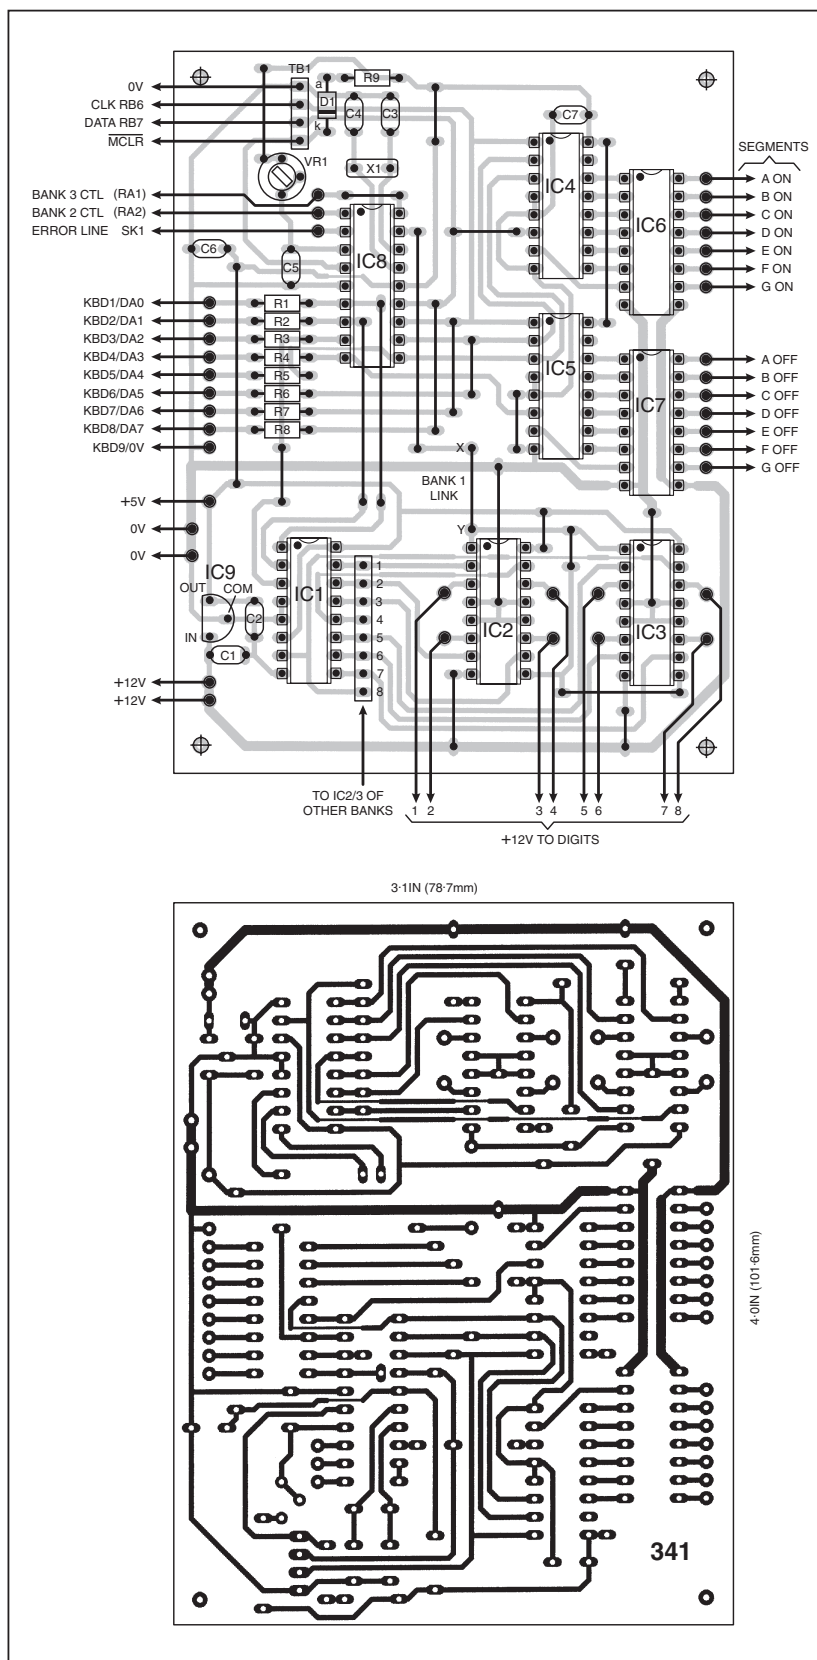 TB1
0V
CLK RB6
DATA RB7
MCLR
a
D1
k
R9
C4
C3
C7
VR1
X1
SEGMENTS
BANK 3 CTL (RA1)
BANK 2 CTL (RA2)
ERROR LINE SK1
IC4
IC6
A ON
B ON
C ON
D ON
E ON
F ON
G ON
C6
C5
IC8
KBD1/DA0
KBD2/DA1
KBD3/DA2
KBD4/DA3
KBD5/DA4
KBD6/DA5
KBD7/DA6
KBD8/DA7
KBD9/0V
R1
R2
R3
R4
R5
R6
R7
R8
IC5
IC7
A OFF
B OFF
C OFF
D OFF
E OFF
F OFF
G OFF
X
BANK 1
LINK
Y
+5V
0V
0V
IC9
OUT
COM
IN
C2
C1
IC1
1
2
3
4
5
6
7
8
IC2
IC3
+12V
+12V
TO IC2/3 OF
OTHER BANKS
1 2 3 4 5 6 7 8
+12V TO DIGITS
3·1IN (78·7mm)
4·0IN (101·6mm)
341